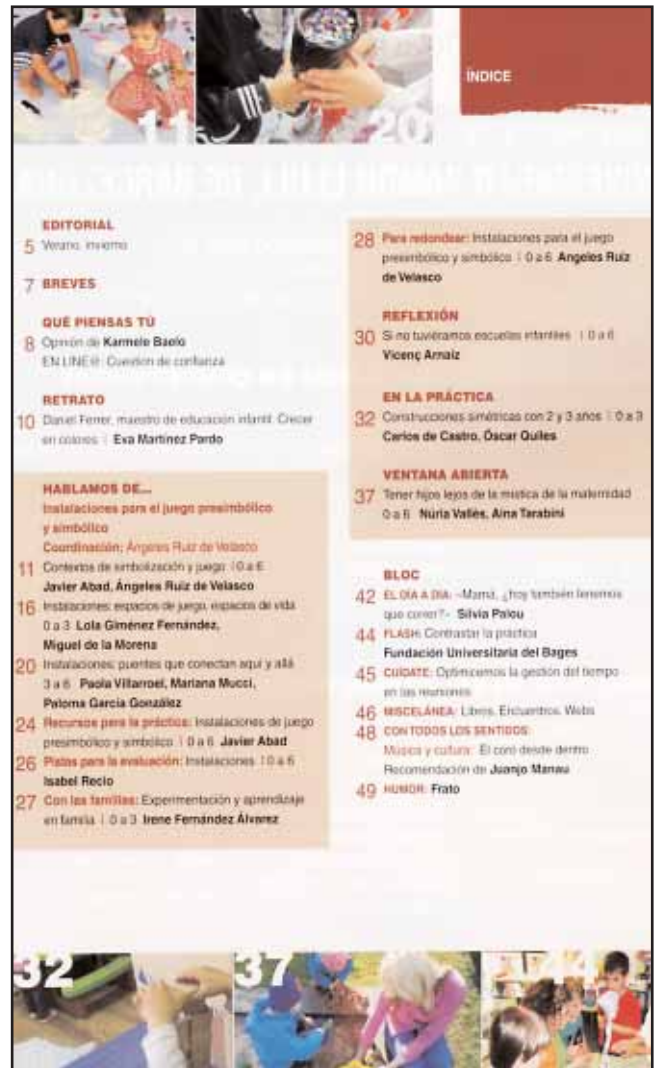 11
20
ÍNDICE
EDITORIAL
5 Verano, invierno
7 BREVES
QUÉ PIENSAS TÚ
8 Opinión de Karmele Baelo
EN LINE@: Cuestión de confianza
RETRATO
10 Daniel Ferrer, maestro de educación infantil. Crecer
en colores | Eva Martínez Pardo
HABLAMOS DE...
Instalaciones para el juego presimbólico
y simbólico
Coordinación: Ángeles Ruiz de Velasco
11 Contextos de simbolización y juego | 0 a 6
Javier Abad, Ángeles Ruiz de Velasco
16 Instalaciones: espacios de juego, espacios de vida
0 a 3 Lola Giménez Fernández,
Miguel de la Morena
20 Instalaciones: puentes que conectan aquí y allá
3 a 6 Paola Villarroel, Mariana Mucci,
Paloma García González
24 Recursos para la práctica: Instalaciones de juego
presimbólico y simbólico | 0 a 6 Javier Abad
26 Pistas para la evaluación: Instalaciones | 0 a 6
Isabel Recio
27 Con las familias: Experimentación y aprendizaje
en familia | 0 a 3 Irene Fernández Álvarez
28 Para redondear: Instalaciones para el juego
presimbólico y simbólico | 0 a 6 Ángeles Ruiz
de Velasco
REFLEXIÓN
30 Si no tuviéramos escuelas infantiles | 0 a 6
Vicenç Arnaiz
EN LA PRÁCTICA
32 Construcciones simétricas con 2 y 3 años | 0 a 3
Carlos de Castro, Óscar Quiles
VENTANA ABIERTA
37 Tener hijos lejos de la mística de la maternidad
0 a 6 Núria Vallès, Aina Tarabini
BLOC
42 EL DÍA A DÍA: «Mamá, ¿hoy también tenemos
que comer?» Sílvia Palou
44 FLASH: Contrastar la práctica
Fundación Universitaria del Bages
45 CUÍDATE: Optimicemos la gestión del tiempo
en las reuniones
46 MISCELÁNEA: Libros. Encuentros. Webs
48 CON TODOS LOS SENTIDOS:
Música y cultura: El coro desde dentro
Recomendación de Juanjo Manau
49 HUMOR: Frato
32
37
44